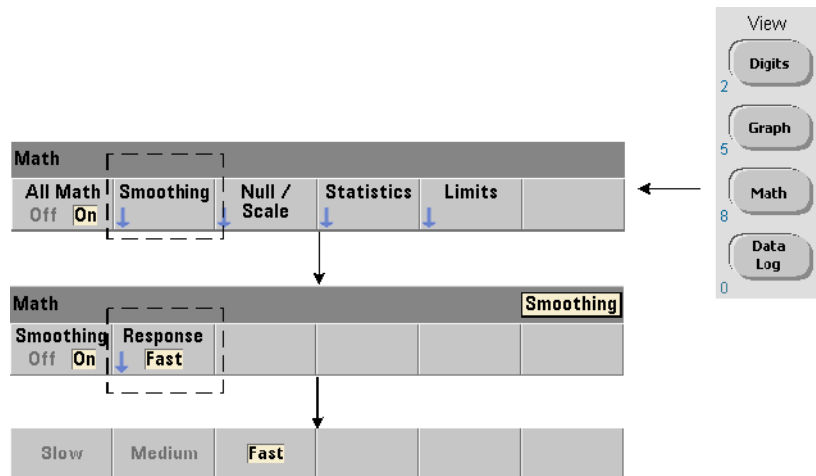 View
Digits
2
Graph
5
Math
8
Data
Log
0
Math
All Math
Off On
Smoothing
Null /
Scale
Statistics
Limits
Math
Smoothing
Smoothing
Off On
Response
Fast
Slow
Medium
Fast